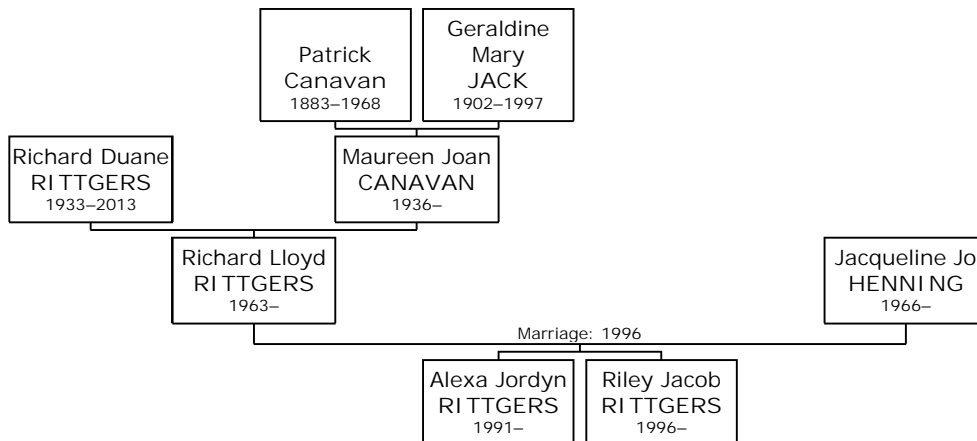 Patrick
Canavan
1883–1968
Geraldine
Mary
JACK
1902–1997
Richard Duane
RITTGERS
1933–2013
Maureen Joan
CANAVAN
1936–
Richard Lloyd
RITTGERS
1963–
Jacqueline Jo
HENNING
1966–
Marriage: 1996
Alexa Jordyn
RITTGERS
1991–
Riley Jacob
RITTGERS
1996–